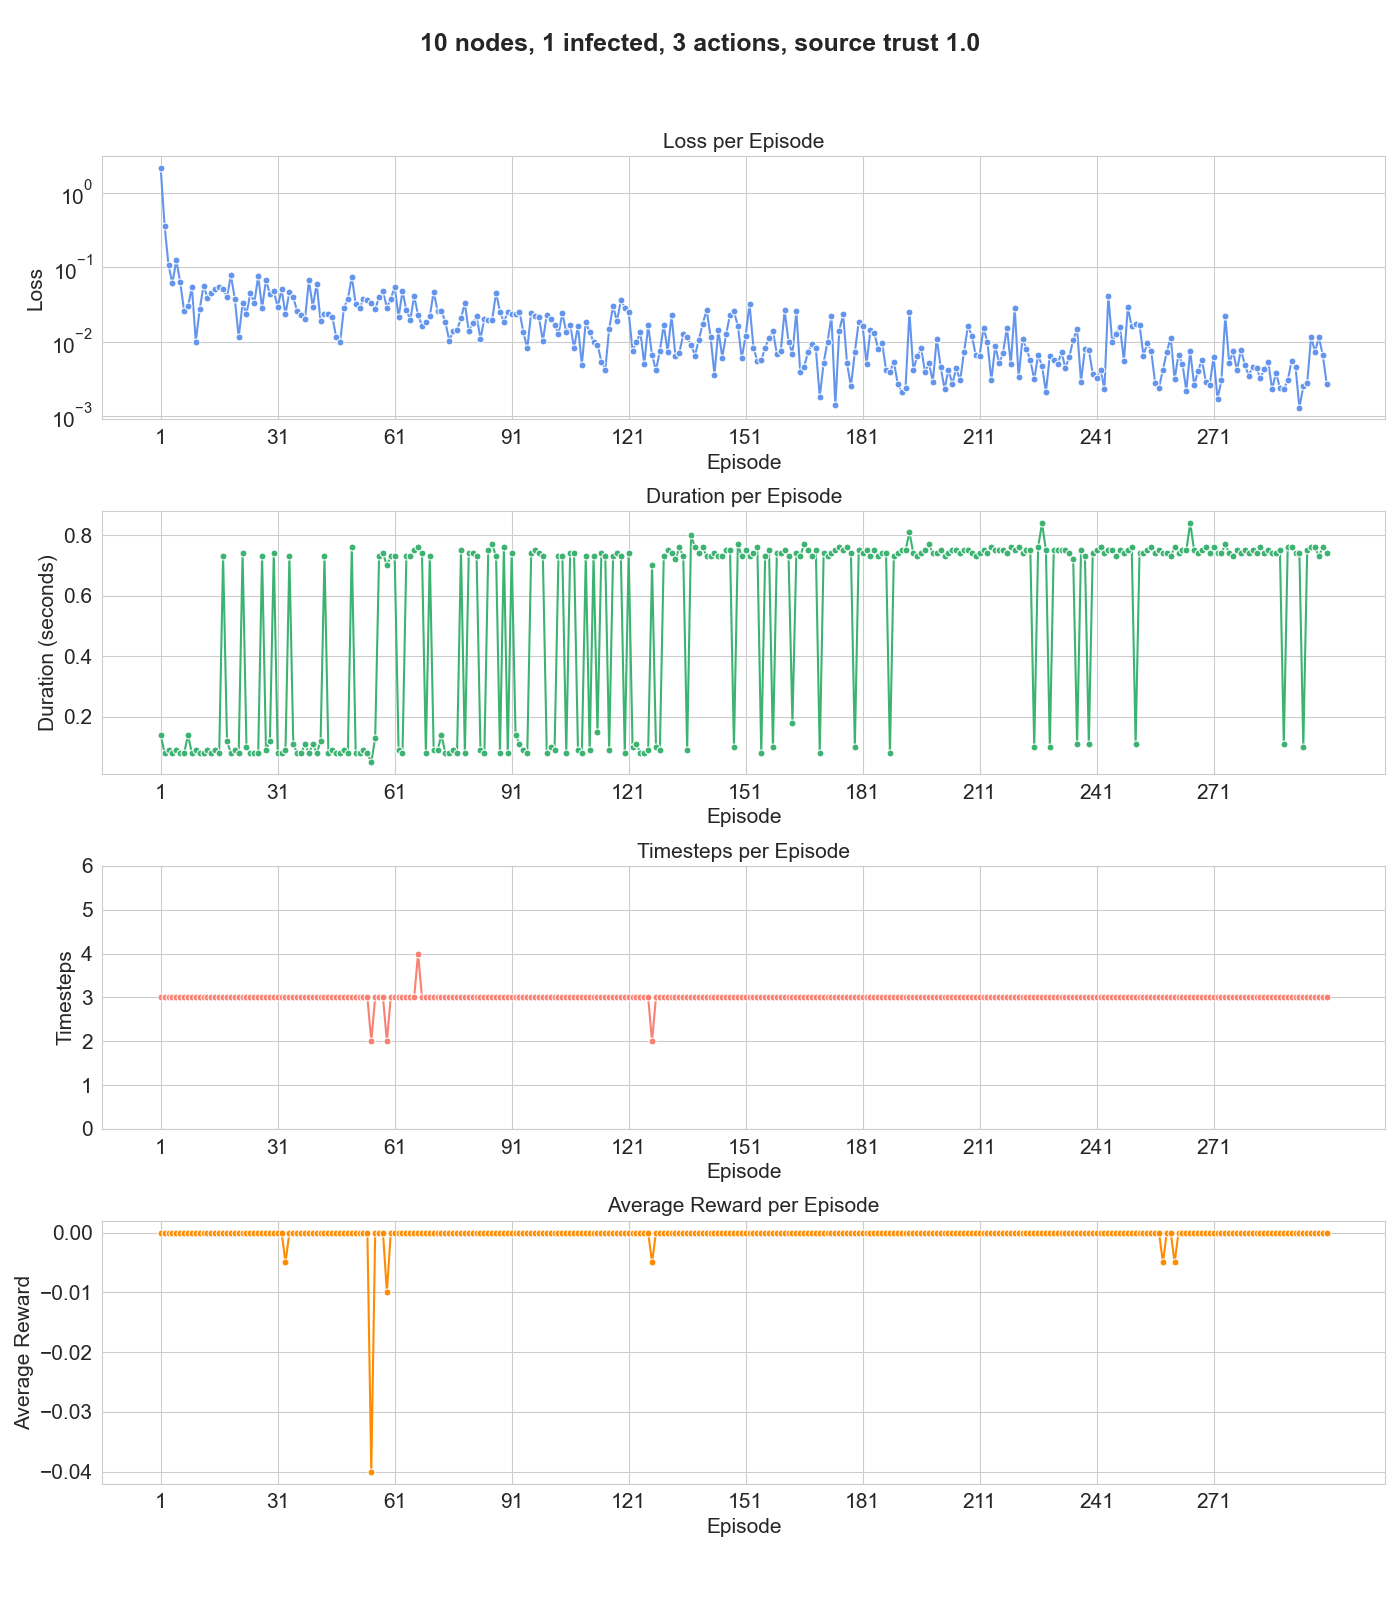 10 nodes, 1 infected, 3 actions, source trust 1.0
Loss per Episode
Loss
10^0
10^−1
10^−2
10^−3
1 31 61 91 121 151 181 211 241 271
Episode
Duration per Episode
Duration (seconds)
0.8
0.6
0.4
0.2
1 31 61 91 121 151 181 211 241 271
Episode
Timesteps per Episode
Timesteps
6
5
4
3
2
1
0
1 31 61 91 121 151 181 211 241 271
Episode
Average Reward per Episode
Average Reward
0.00
−0.01
−0.02
−0.03
−0.04
1 31 61 91 121 151 181 211 241 271
Episode